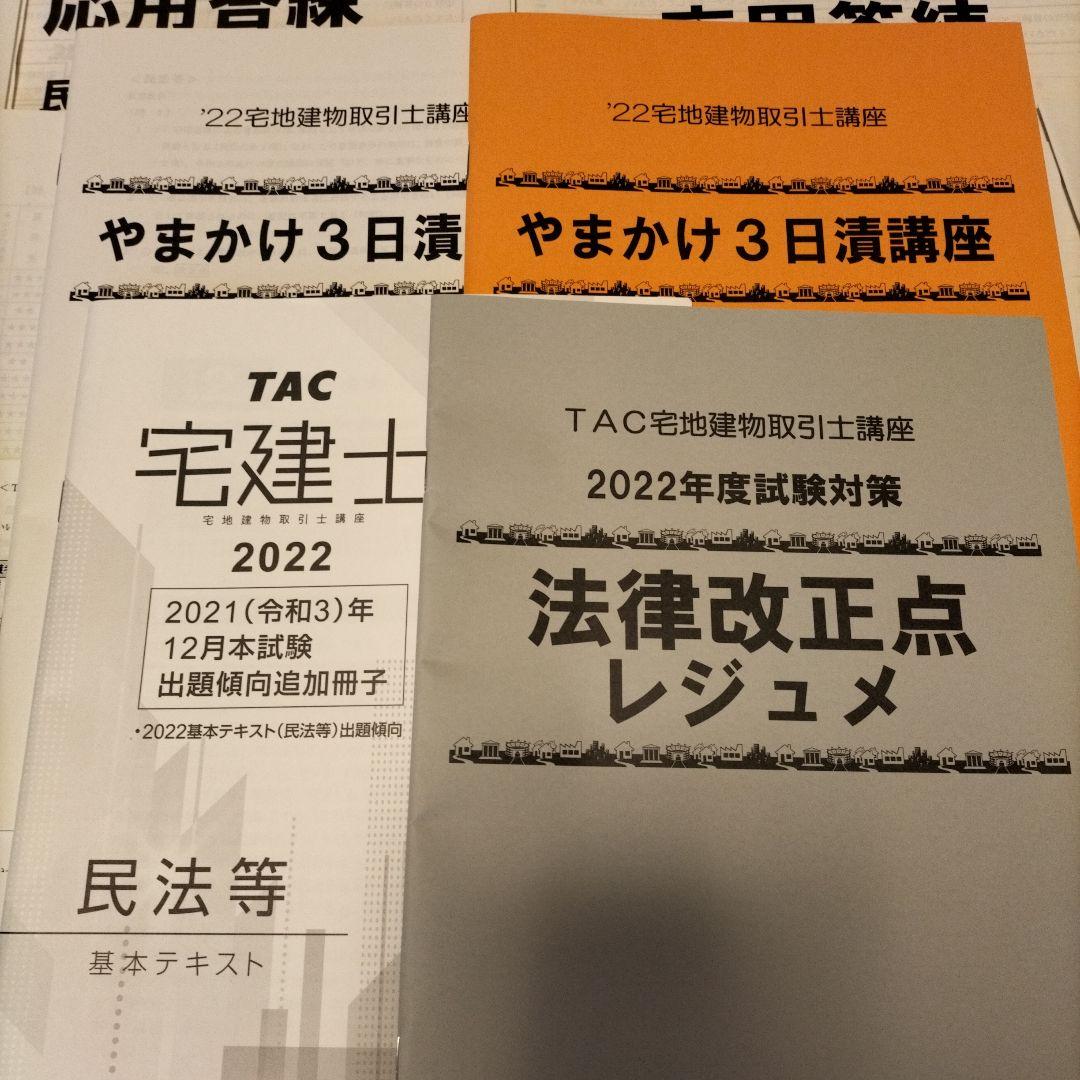 応用答練
応用答練
民
'22宅地建物取引士講座
やまかけ3日漬
'22宅地建物取引士講座
やまかけ3日漬講座
TAC
宅建士
宅地建物取引士講座
2022
2021(令和3)年
12月本試験
出題傾向追加冊子
・2022基本テキスト(民法等)出題傾向
民法等
基本テキスト
TAC宅地建物取引士講座
2022年度試験対策
法律改正点
レジュメ